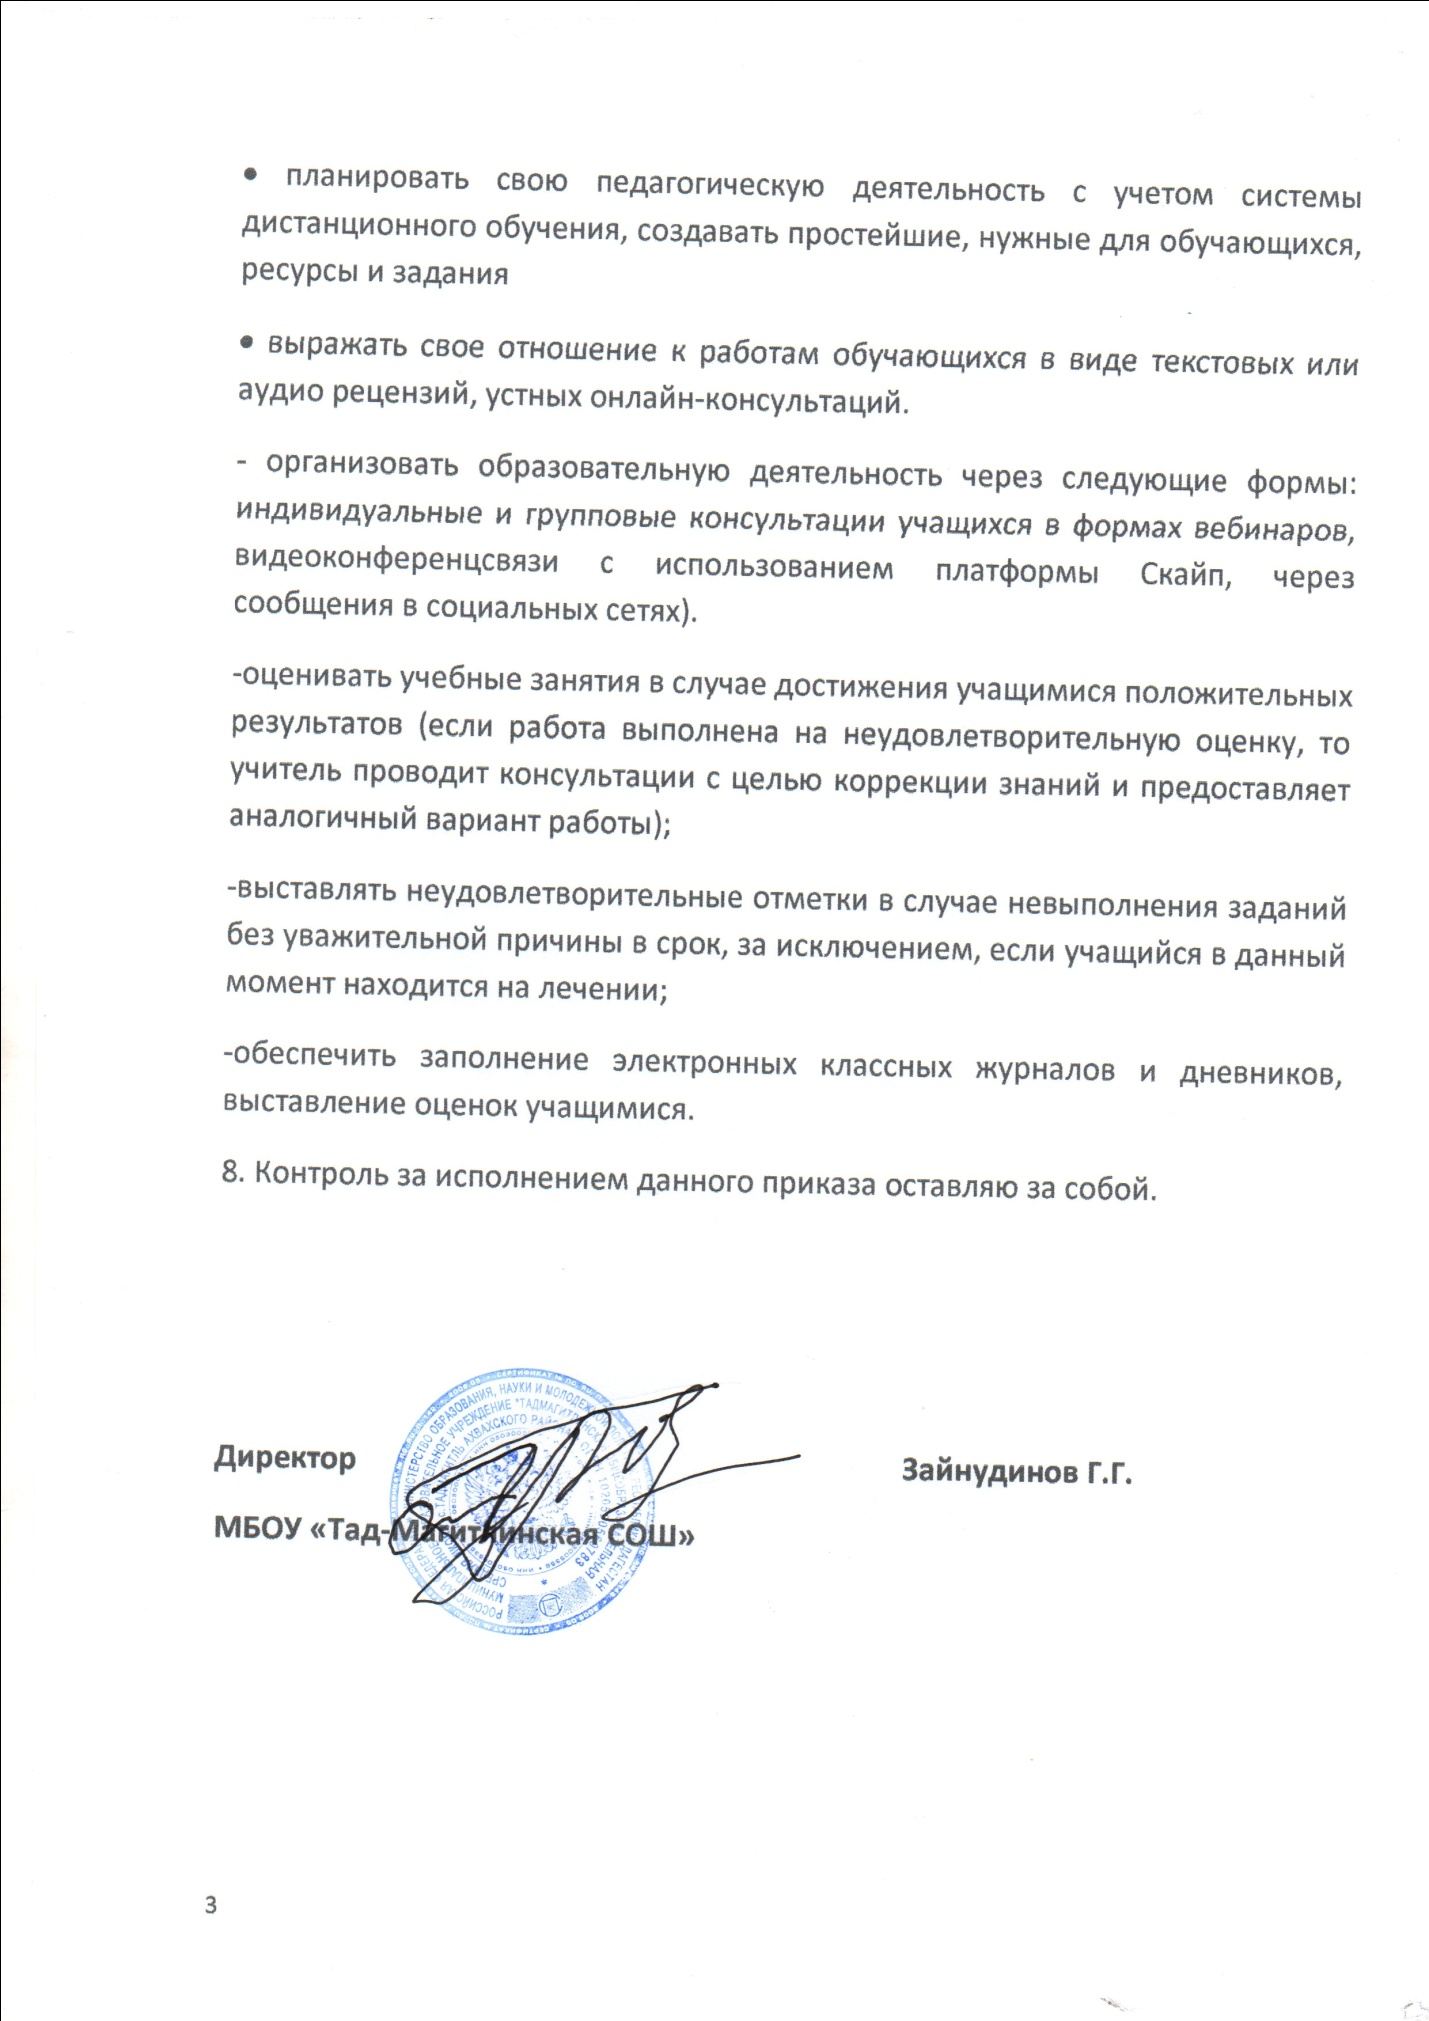 • планировать свою педагогическую деятельность с учетом системы
дистанционного обучения, создавать простейшие, нужные для обучающихся,
ресурсы и задания
• выражать свое отношение к работам обучающихся в виде текстовых или
аудио рецензий, устных онлайн-консультаций.
- организовать образовательную деятельность через следующие формы:
индивидуальные и групповые консультации учащихся в формах вебинаров,
видеоконференцсвязи с использованием платформы Скайп, через
сообщения в социальных сетях).
-оценивать учебные занятия в случае достижения учащимися положительных
результатов (если работа выполнена на неудовлетворительную оценку, то
учитель проводит консультации с целью коррекции знаний и предоставляет
аналогичный вариант работы);
-выставлять неудовлетворительные отметки в случае невыполнения заданий
без уважительной причины в срок, за исключением, если учащийся в данный
момент находится на лечении;
-обеспечить заполнение электронных классных журналов и дневников,
выставление оценок учащимися.
8. Контроль за исполнением данного приказа оставляю за собой.
Директор Зайнудинов Г.Г.
МБОУ «Тад-Магитлинская СОШ»
3